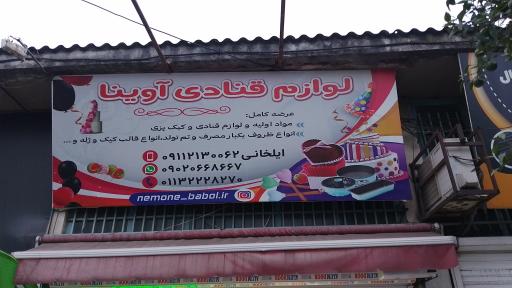 لوازم قنادی آوینا
عرضه کامل:
مواد اولیه و لوازم قنادی و کیک پزی
انواع ظروف یکبار مصرف و تم تولد، انواع قالب کیک و ژله و ...
ایلخانی ۰۹۱۱۲۱۳۰۰۶۲
۰۹۰۲۰۶۶۸۶۶۷
۰۱۱۳۲۲۲۸۲۷۰
nemone_babol.ir